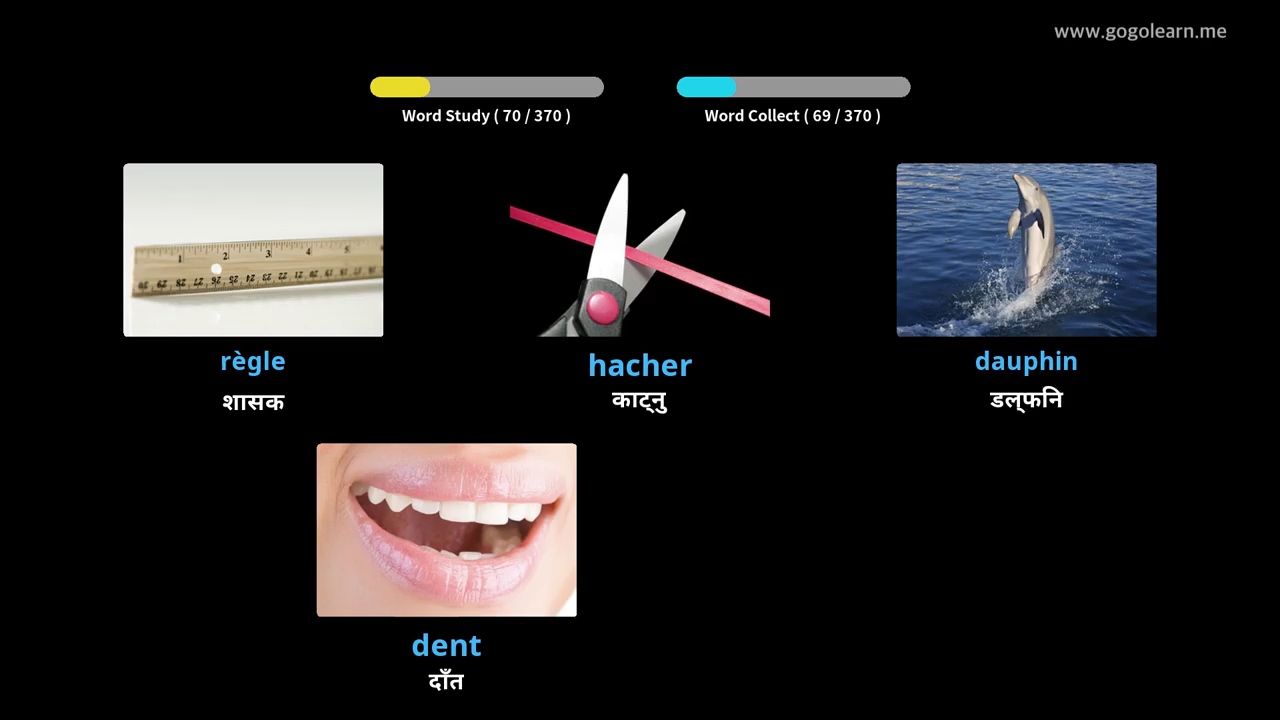 www.gogolearn.me
Word Study ( 70 / 370 )
Word Collect ( 69 / 370 )
règle
hacher
dauphin
शासक
काट्नु
डल्फिन
dent
दाँत